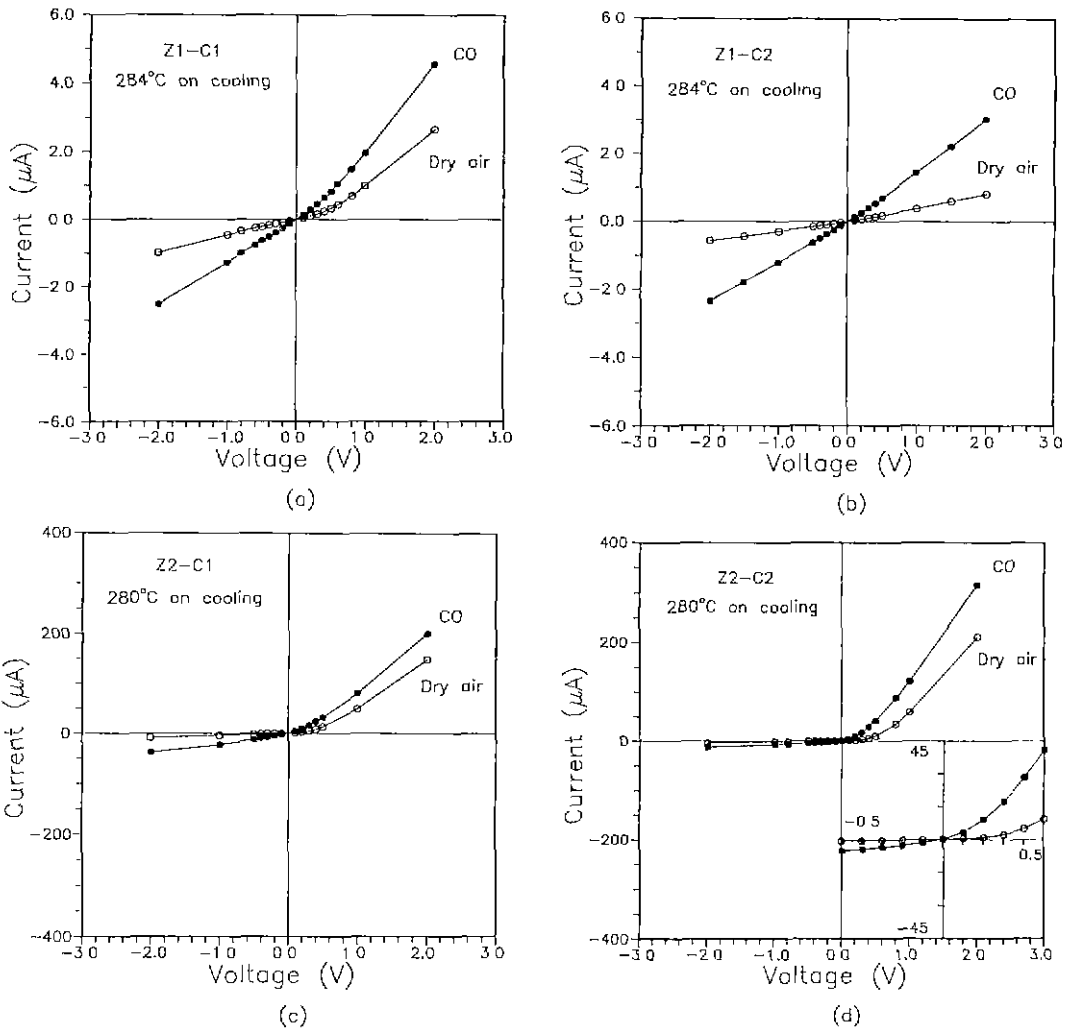 6.0
4.0
2.0
0 0
-2.0
-4.0
-6.0
Current (μA)
Z1-C1
284°C on cooling
CO
Dry air
-3 0
-2.0
-1.0
0 0
1.0
2.0
3.0
Voltage (V)
(a)
6.0
4.0
2.0
0.0
-2.0
-4.0
-6.0
Current (μA)
Z1-C2
284°C on cooling
CO
Dry air
-3.0
-2 0
-1.0
0 0
1.0
2 0
3.0
Voltage (V)
(b)
400
200
0
-200
-400
Current (μA)
Z2-C1
280°C on cooling
CO
Dry air
-3.0
-2 0
-1 0
0 0
1.0
2 0
3.0
Voltage (V)
(c)
400
200
0
-200
-400
Current (μA)
Z2-C2
280°C on cooling
CO
Dry air
45
-0.5
0.5
-45
-3 0
-2.0
-1 0
0 0
1.0
2 0
3.0
Voltage (V)
(d)